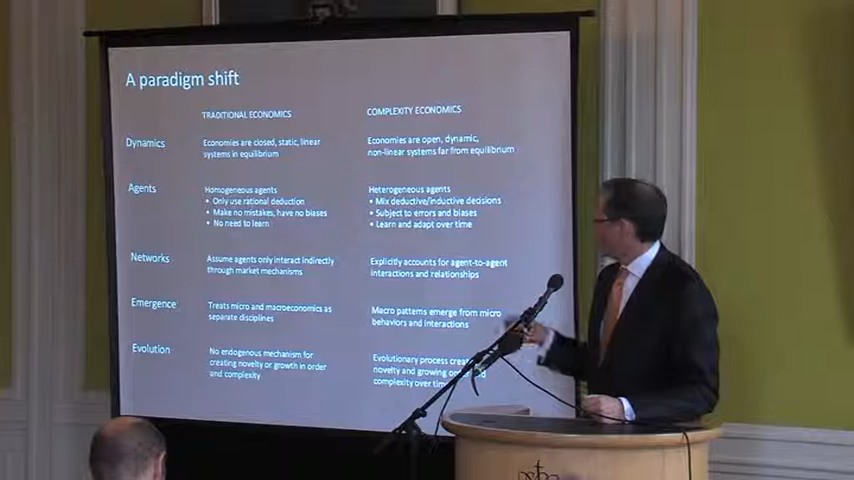 A paradigm shift
TRADITIONAL ECONOMICS
COMPLEXITY ECONOMICS
Dynamics
Economies are closed, static, linear
systems in equilibrium
Economies are open, dynamic,
non-linear systems far from equilibrium
Agents
Homogeneous agents
• Only use rational deduction
• Make no mistakes, have no biases
• No need to learn
Heterogeneous agents
• Mix deductive/inductive decisions
• Subject to errors and biases
• Learn and adapt over time
Networks
Assume agents only interact indirectly
through market mechanisms
Explicitly accounts for agent-to-agent
interactions and relationships
Emergence
Treats micro and macroeconomics as
separate disciplines
Macro patterns emerge from micro
behaviors and interactions
Evolution
No endogenous mechanism for
creating novelty or growth in order
and complexity
Evolutionary process
novelty and growing
complexity over